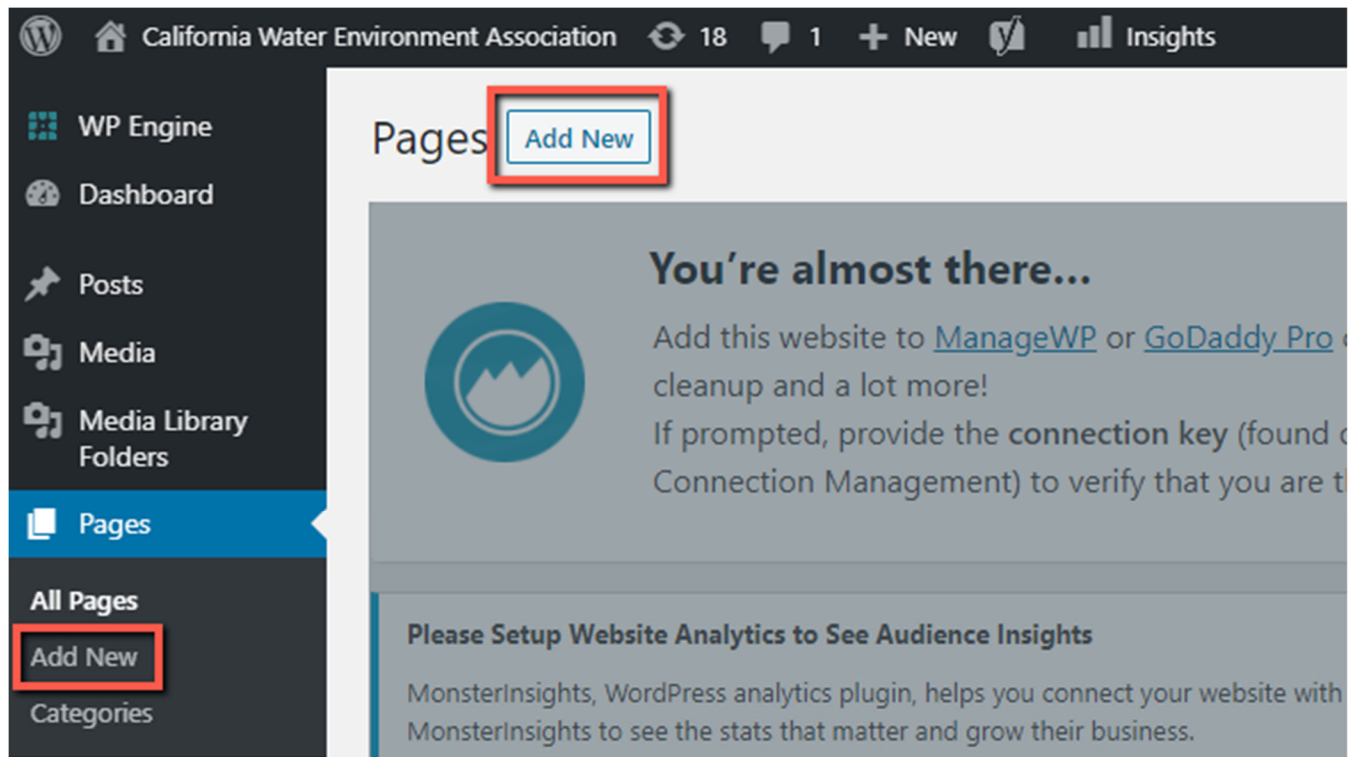 California Water Environment Association 18 1 New Insights
WP Engine
Dashboard
Posts
Media
Media Library
Folders
Pages
All Pages
Add New
Categories
Pages Add New
You're almost there...
Add this website to ManageWP or GoDaddy Pro
cleanup and a lot more!
If prompted, provide the connection key (found
Connection Management) to verify that you are
Please Setup Website Analytics to See Audience Insights
MonsterInsights, WordPress analytics plugin, helps you connect your website with
MonsterInsights to see the stats that matter and grow their business.